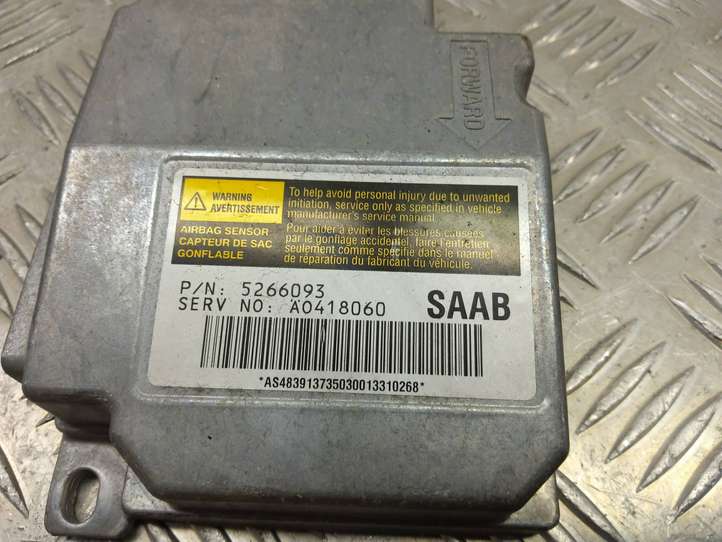 FORWARD
WARNING
AVERTISSEMENT
AIRBAG SENSOR
CAPTEUR DE SAC
GONFLABLE
To help avoid personal injury due to unwanted
initiation, service only as specified in vehicle
manufacturer's service manual.
Pour aider à éviter les blessures causées
par le gonflage accidentel, faire l'entretien
seulement comme spécifié dans le manuel
de réparation du fabricant du véhicule.
P/N: 5266093
SERV NO: A0418060
SAAB
*AS483913735030013310268*